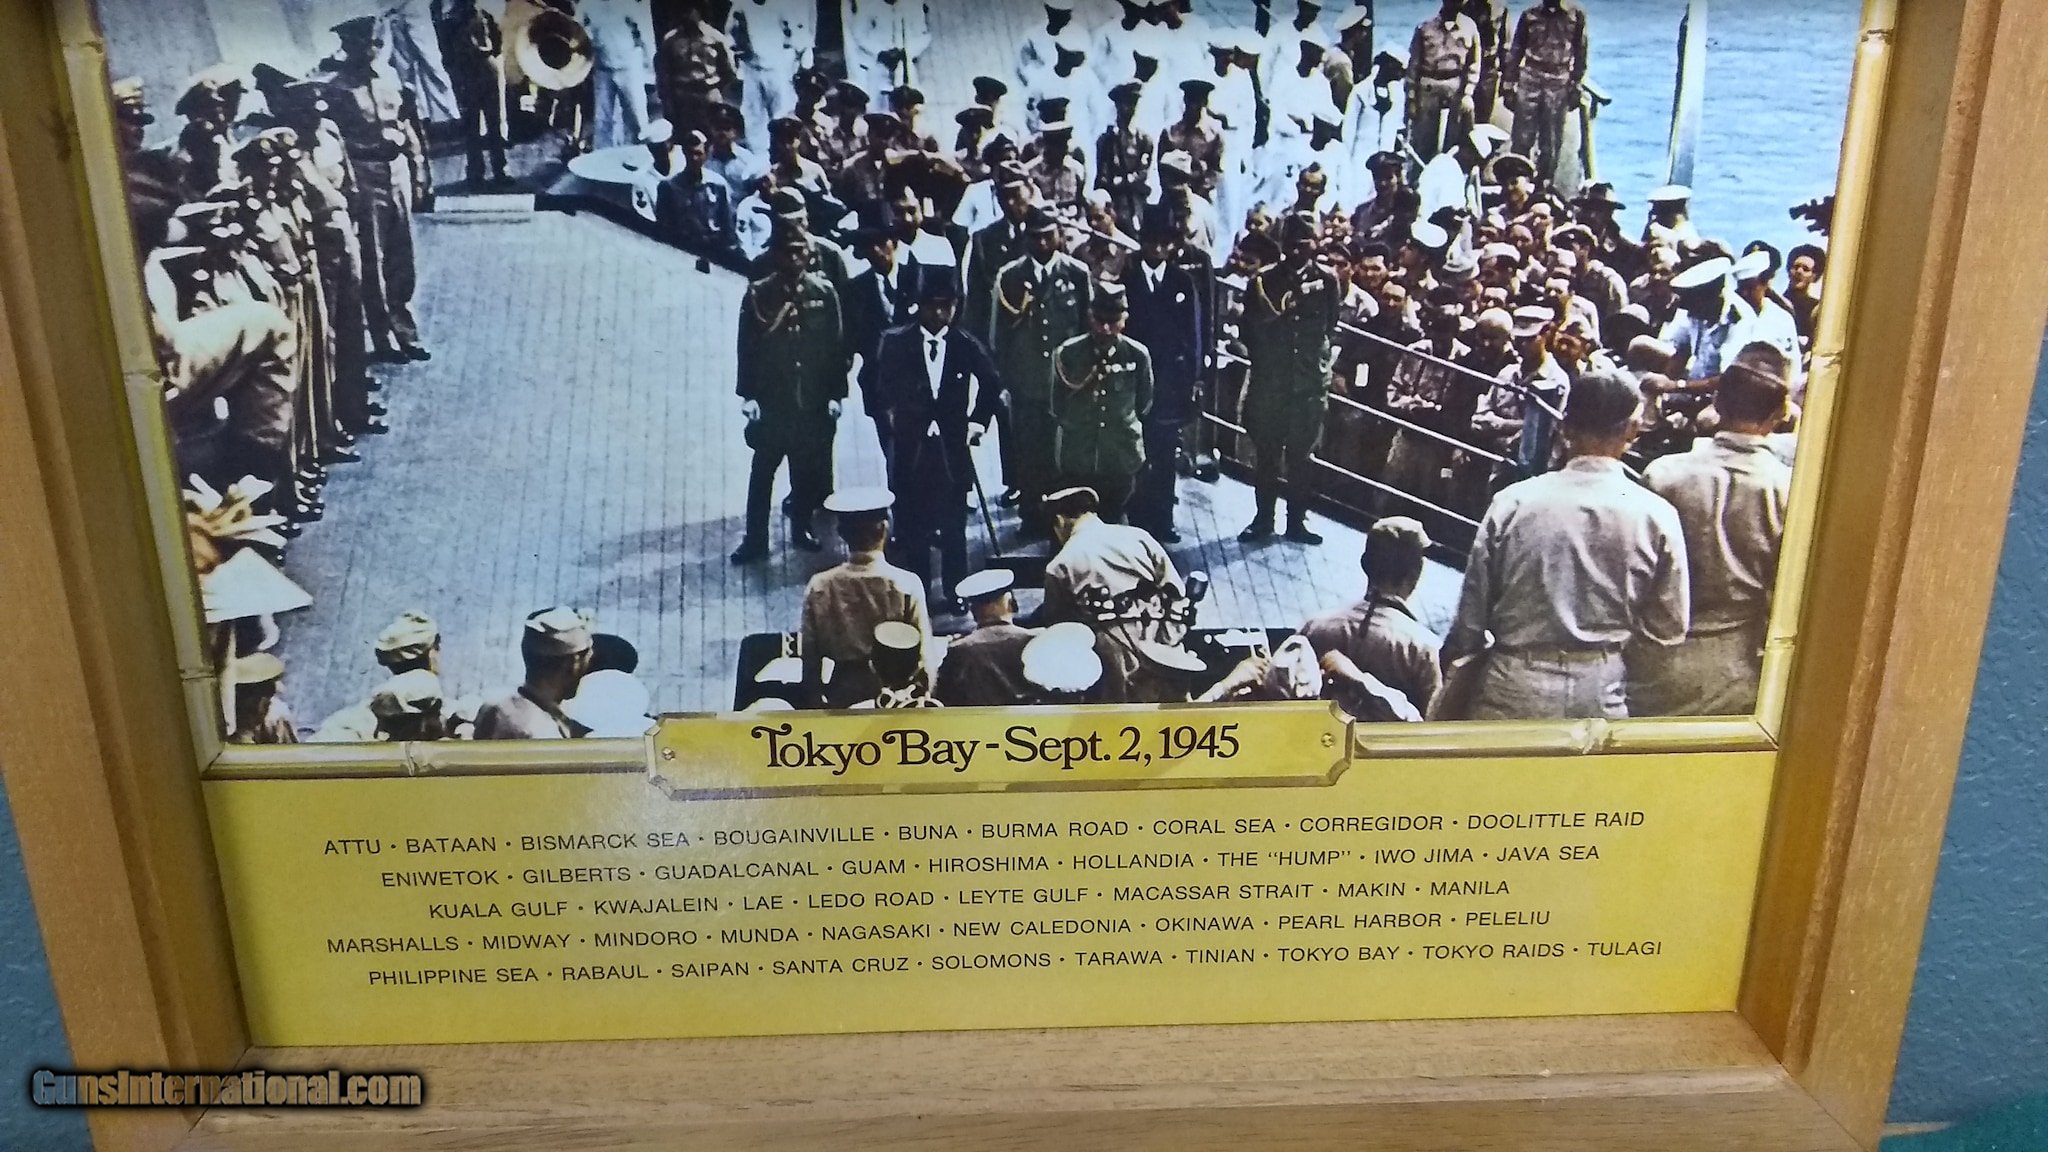 Tokyo Bay - Sept. 2, 1945
ATTU · BATAAN · BISMARCK SEA · BOUGAINVILLE · BUNA · BURMA ROAD · CORAL SEA · CORREGIDOR · DOOLITTLE RAID
ENIWETOK · GILBERTS · GUADALCANAL · GUAM · HIROSHIMA · HOLLANDIA · THE "HUMP" · IWO JIMA · JAVA SEA
KUALA GULF · KWAJALEIN · LAE · LEDO ROAD · LEYTE GULF · MACASSAR STRAIT · MAKIN · MANILA
MARSHALLS · MIDWAY · MINDORO · MUNDA · NAGASAKI · NEW CALEDONIA · OKINAWA · PEARL HARBOR · PELELIU
PHILIPPINE SEA · RABAUL · SAIPAN · SANTA CRUZ · SOLOMONS · TARAWA · TINIAN · TOKYO BAY · TOKYO RAIDS · TULAGI
GunsInternational.com